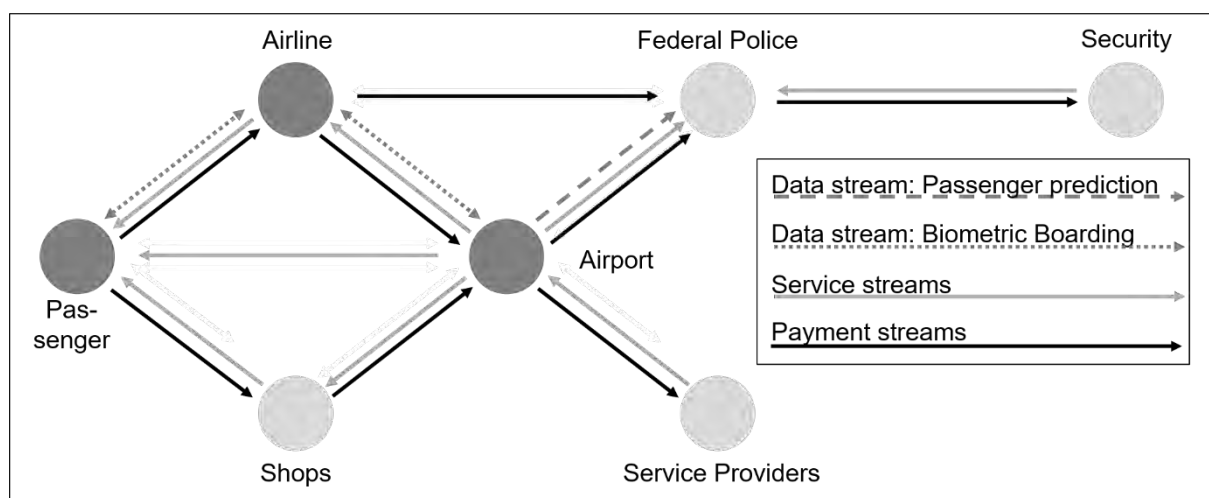 Airline
Federal Police
Security
Data stream: Passenger prediction
Data stream: Biometric Boarding
Service streams
Payment streams
Airport
Pas-
senger
Shops
Service Providers